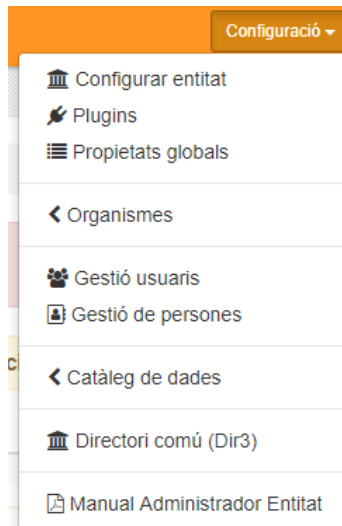 Configuració
Configurar entitat
Plugins
Propietats globals
Organismes
Gestió usuaris
Gestió de persones
Catàleg de dades
Directori comú (Dir3)
Manual Administrador Entitat